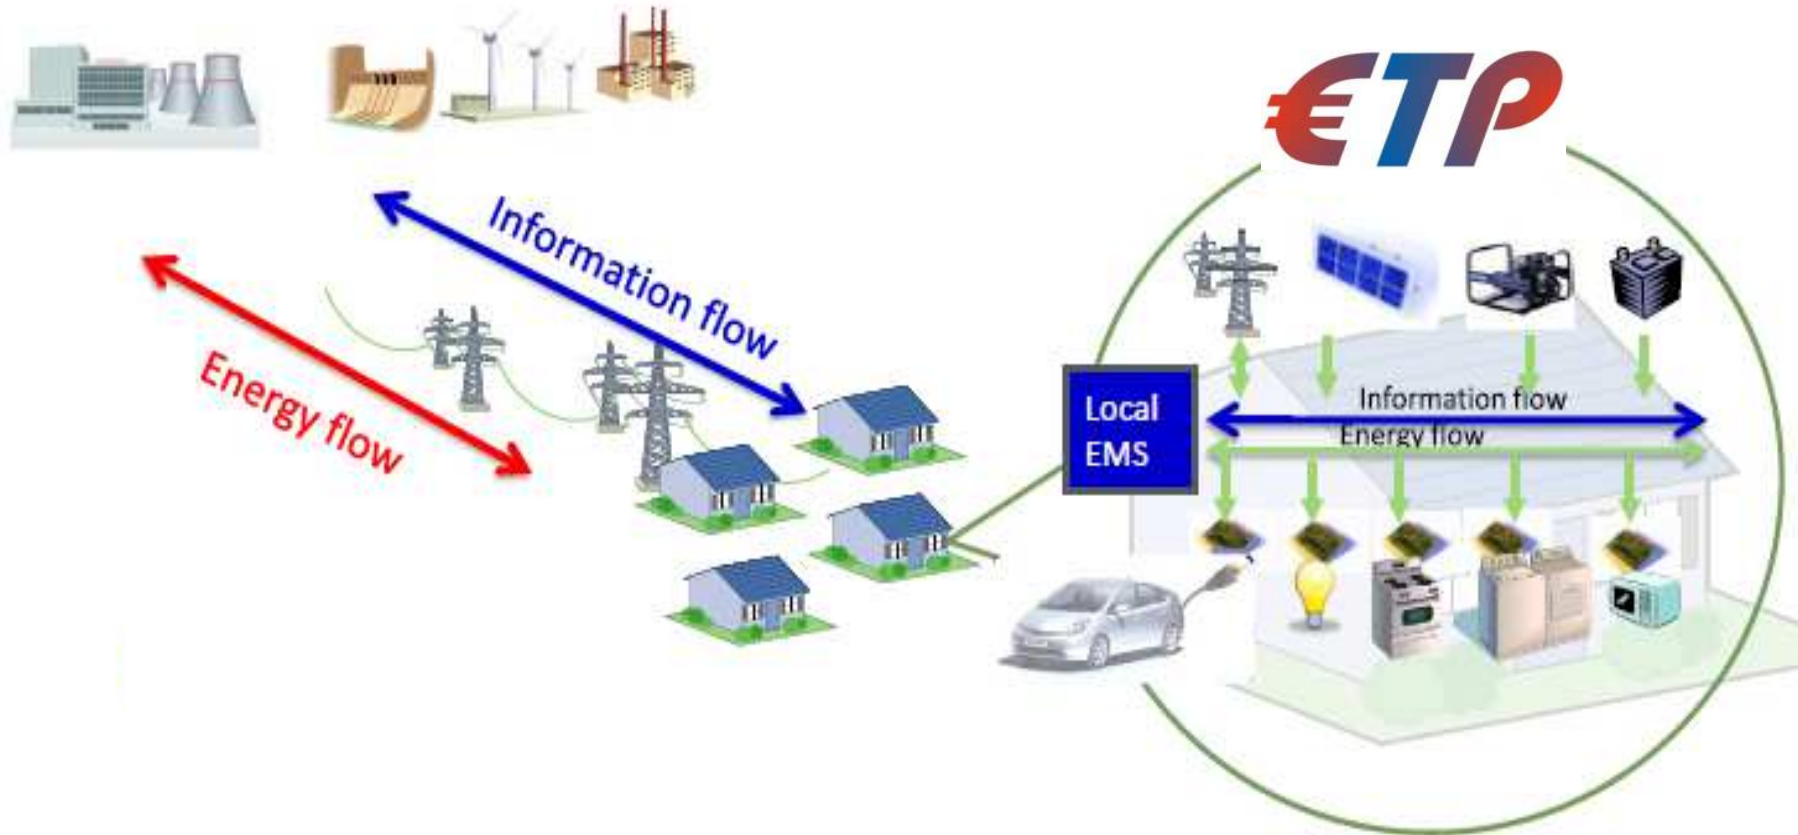 €TP
Information flow
Energy flow
Local
EMS
Information flow
Energy flow